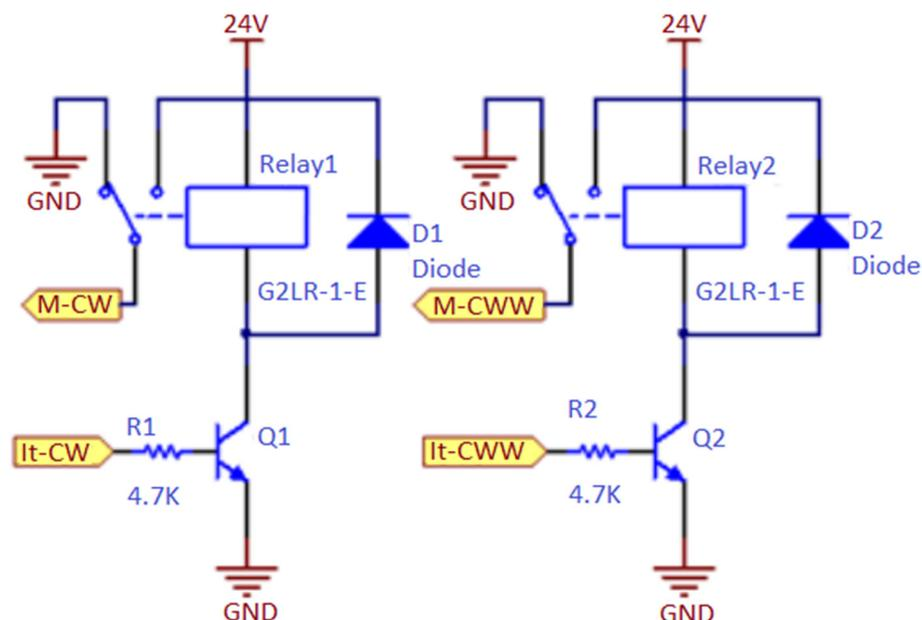 24V
24V
Relay1
Relay2
GND
GND
D1
Diode
D2
Diode
M-CW
G2LR-1-E
M-CWW
G2LR-1-E
R1
R2
It-CW
Q1
It-CWW
Q2
4.7K
4.7K
GND
GND